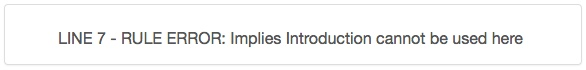 LINE 7 - RULE ERROR: Implies Introduction cannot be used here